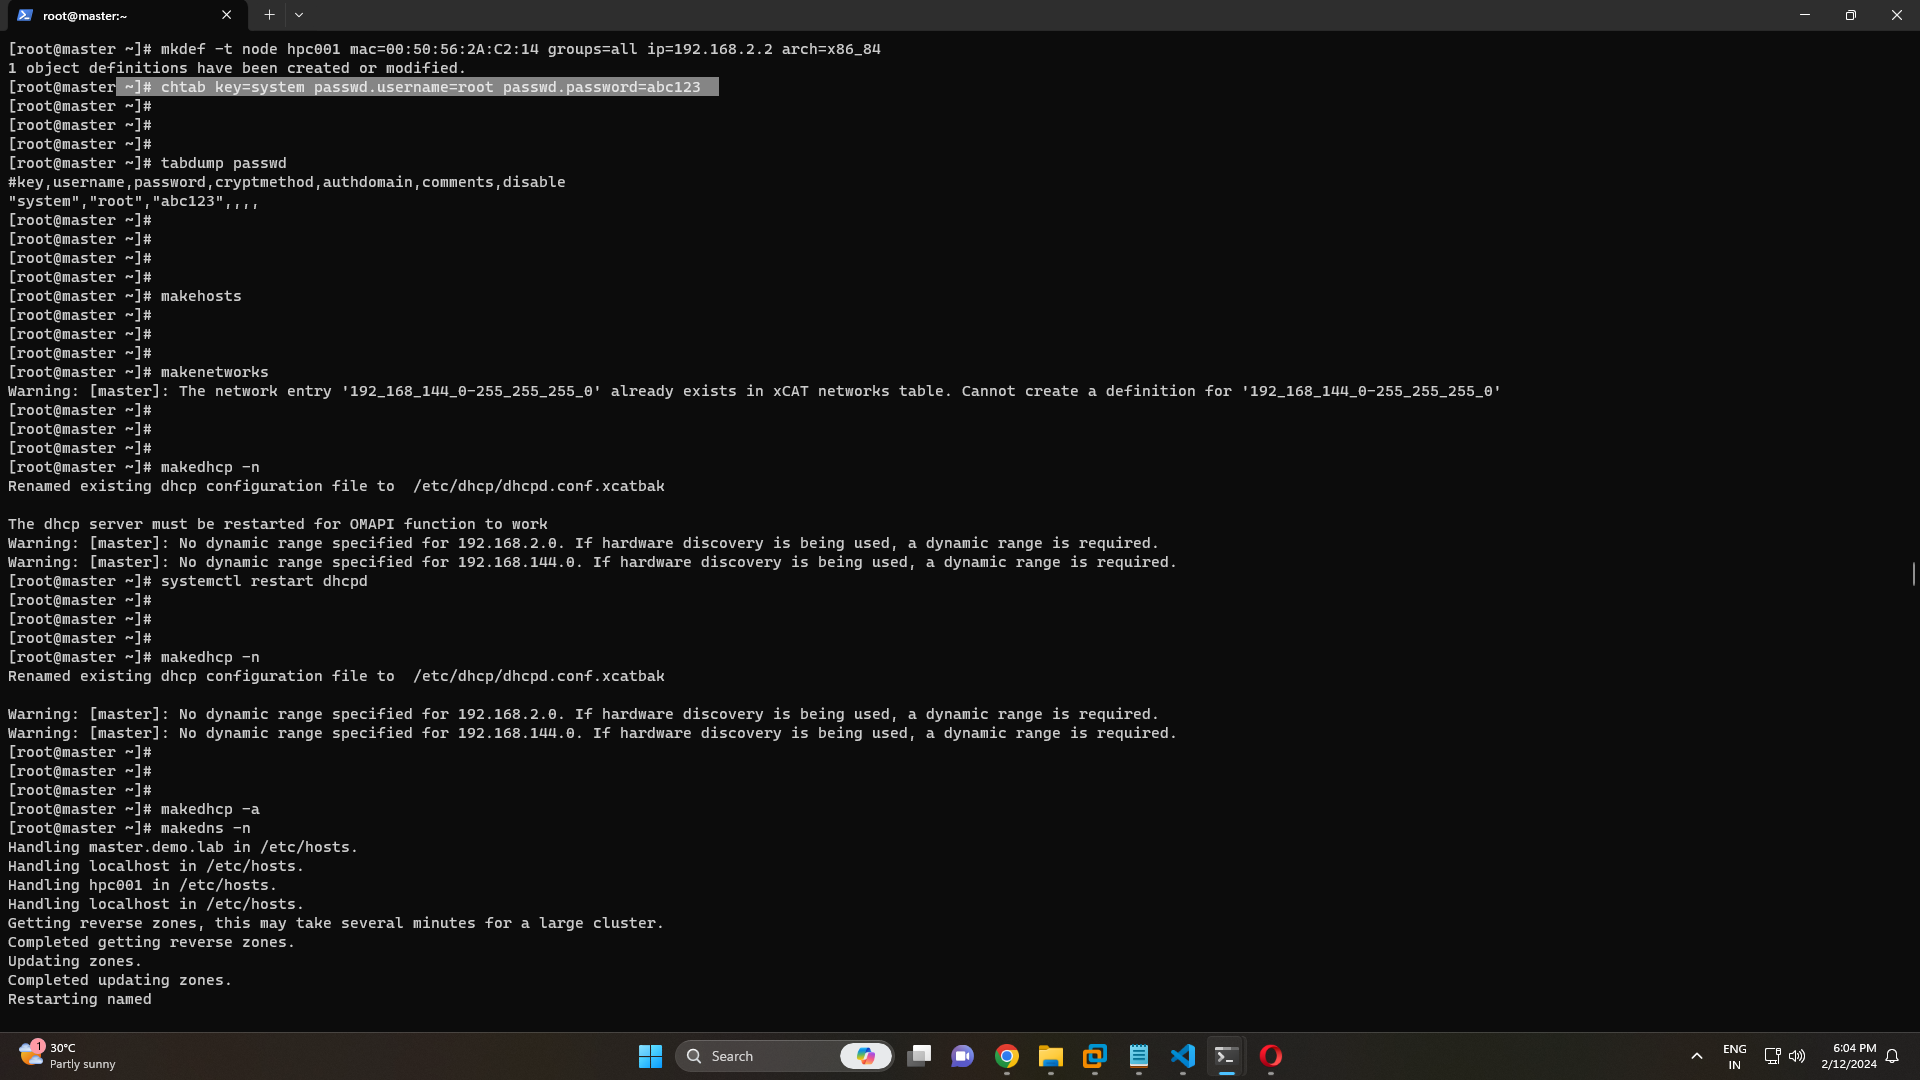 root@master:~
[root@master ~]# mkdef -t node hpc001 mac=00:50:56:2A:C2:14 groups=all ip=192.168.2.2 arch=x86_84
1 object definitions have been created or modified.
[root@master ~]# chtab key=system passwd.username=root passwd.password=abc123
[root@master ~]#
[root@master ~]#
[root@master ~]#
[root@master ~]# tabdump passwd
#key,username,password,cryptmethod,authdomain,comments,disable
"system","root","abc123",,,,
[root@master ~]#
[root@master ~]#
[root@master ~]#
[root@master ~]#
[root@master ~]# makehosts
[root@master ~]#
[root@master ~]#
[root@master ~]#
[root@master ~]# makenetworks
Warning: [master]: The network entry '192_168_144_0-255_255_255_0' already exists in xCAT networks table. Cannot create a definition for '192_168_144_0-255_255_255_0'
[root@master ~]#
[root@master ~]#
[root@master ~]#
[root@master ~]# makedhcp -n
Renamed existing dhcp configuration file to  /etc/dhcp/dhcpd.conf.xcatbak
The dhcp server must be restarted for OMAPI function to work
Warning: [master]: No dynamic range specified for 192.168.2.0. If hardware discovery is being used, a dynamic range is required.
Warning: [master]: No dynamic range specified for 192.168.144.0. If hardware discovery is being used, a dynamic range is required.
[root@master ~]# systemctl restart dhcpd
[root@master ~]#
[root@master ~]#
[root@master ~]#
[root@master ~]# makedhcp -n
Renamed existing dhcp configuration file to  /etc/dhcp/dhcpd.conf.xcatbak
Warning: [master]: No dynamic range specified for 192.168.2.0. If hardware discovery is being used, a dynamic range is required.
Warning: [master]: No dynamic range specified for 192.168.144.0. If hardware discovery is being used, a dynamic range is required.
[root@master ~]#
[root@master ~]#
[root@master ~]#
[root@master ~]# makedhcp -a
[root@master ~]# makedns -n
Handling master.demo.lab in /etc/hosts.
Handling localhost in /etc/hosts.
Handling hpc001 in /etc/hosts.
Handling localhost in /etc/hosts.
Getting reverse zones, this may take several minutes for a large cluster.
Completed getting reverse zones.
Updating zones.
Completed updating zones.
Restarting named
1
30°C
Partly sunny
Search
ENG
IN
6:04 PM
2/12/2024